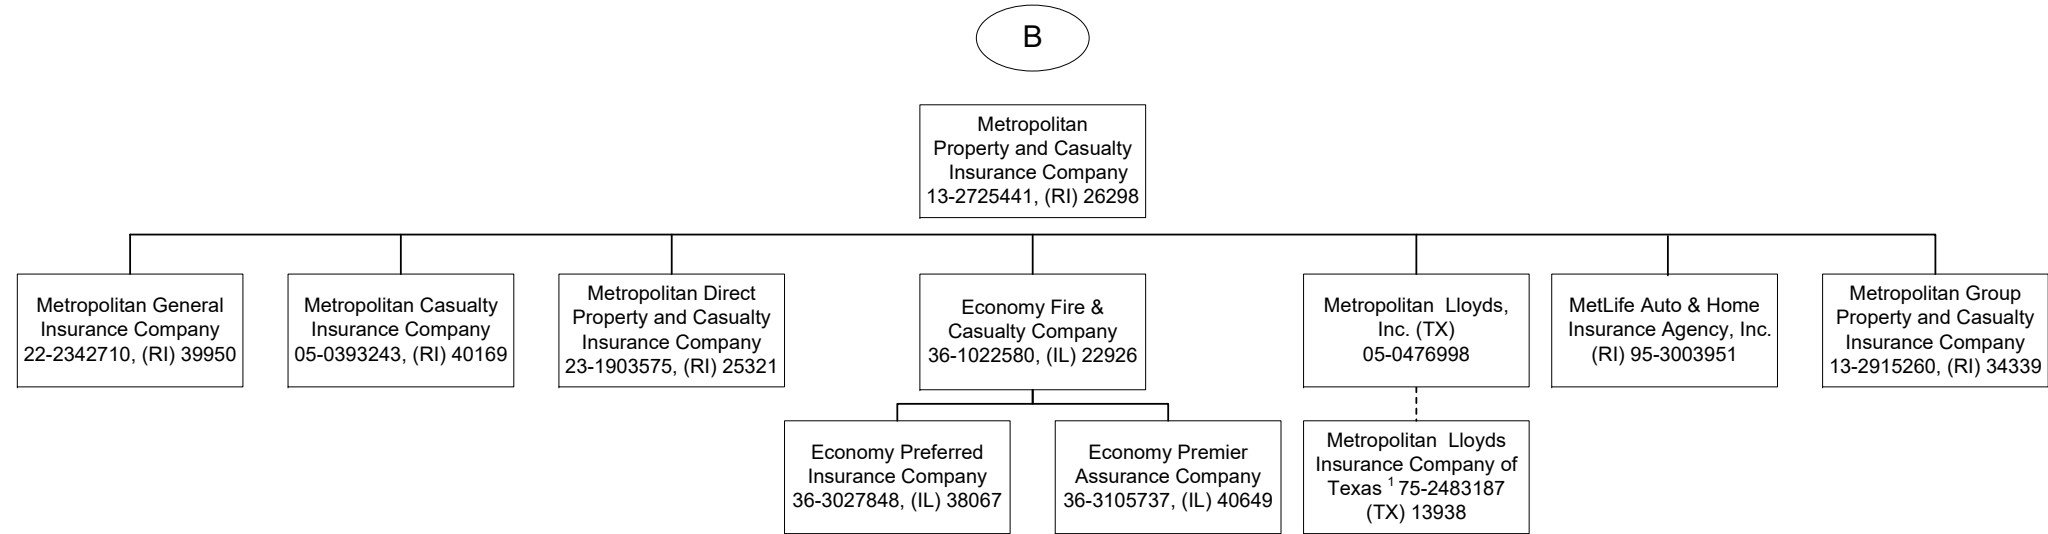 B
Metropolitan
Property and Casualty
Insurance Company
13-2725441, (RI) 26298
Metropolitan General
Insurance Company
22-2342710, (RI) 39950
Metropolitan Casualty
Insurance Company
05-0393243, (RI) 40169
Metropolitan Direct
Property and Casualty
Insurance Company
23-1903575, (RI) 25321
Economy Fire &
Casualty Company
36-1022580, (IL) 22926
Metropolitan Lloyds,
Inc. (TX)
05-0476998
MetLife Auto & Home
Insurance Agency, Inc.
(RI) 95-3003951
Metropolitan Group
Property and Casualty
Insurance Company
13-2915260, (RI) 34339
Economy Preferred
Insurance Company
36-3027848, (IL) 38067
Economy Premier
Assurance Company
36-3105737, (IL) 40649
Metropolitan Lloyds
Insurance Company of
Texas 1 75-2483187
(TX) 13938